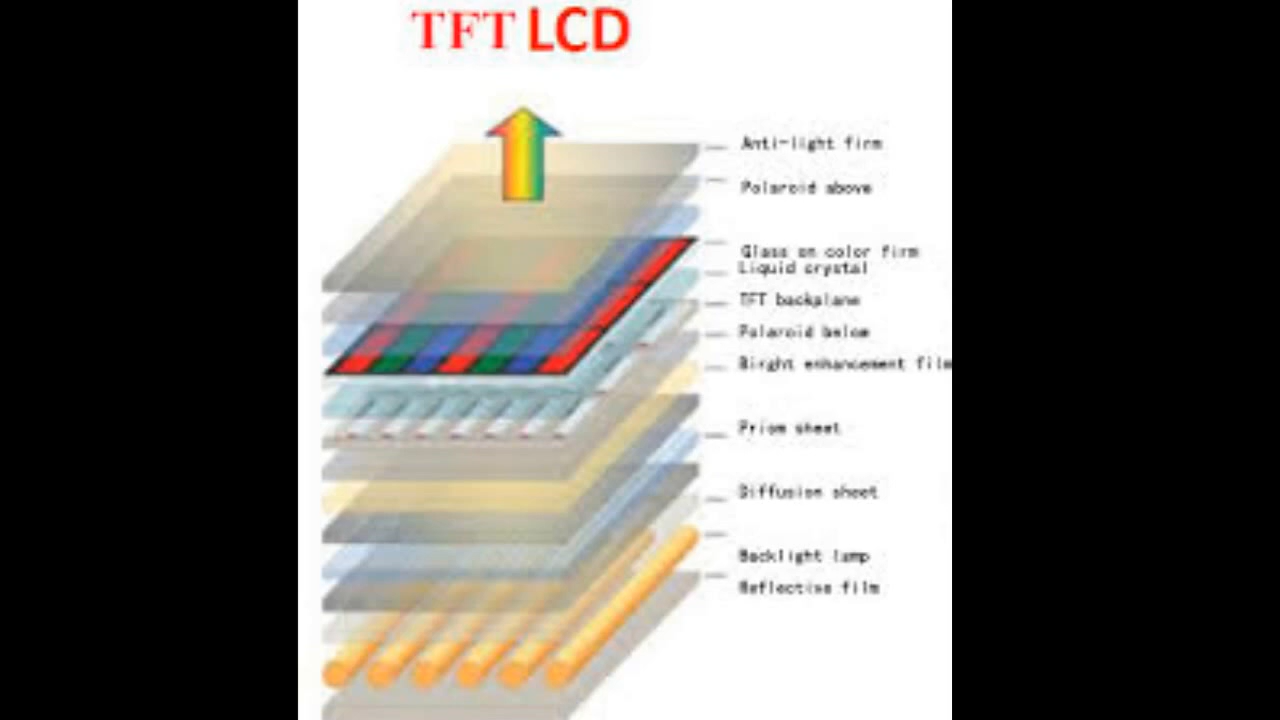 TFT LCD
Anti-light firm
Polaroid above
Glass on color firm
Liquid crystal
TFT backplane
Polaroid below
Birght enhancement film
Prism sheet
Diffusion sheet
Backlight lamp
Reflective film